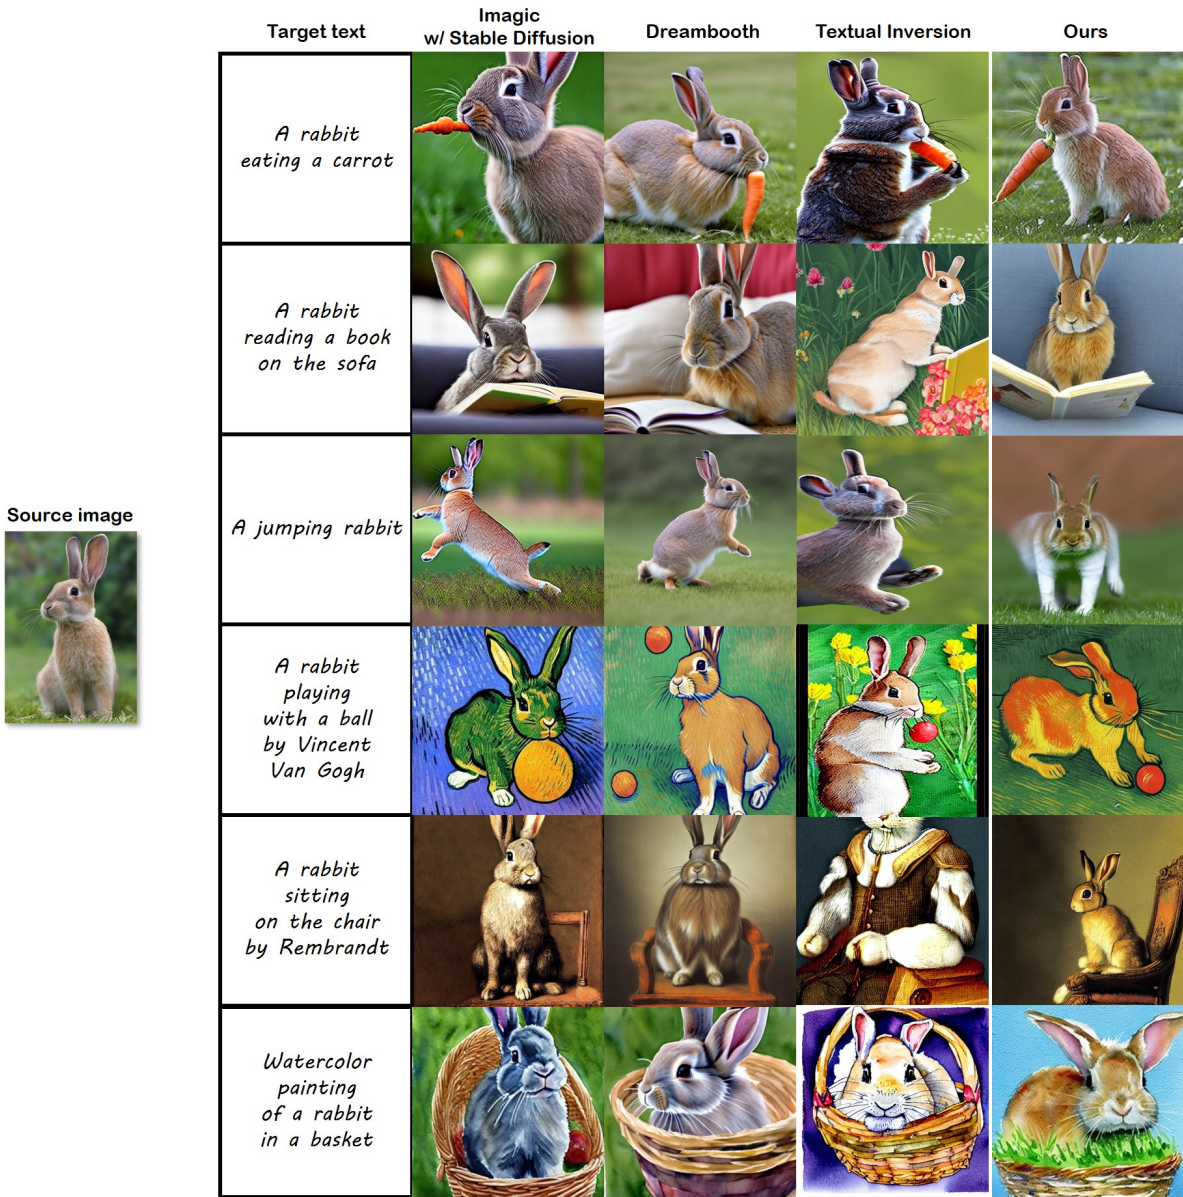 Target text
Imagic
w/ Stable Diffusion
Dreambooth
Textual Inversion
Ours
A rabbit
eating a carrot
A rabbit
reading a book
on the sofa
Source image
A jumping rabbit
A rabbit
playing
with a ball
by Vincent
Van Gogh
A rabbit
sitting
on the chair
by Rembrandt
Watercolor
painting
of a rabbit
in a basket